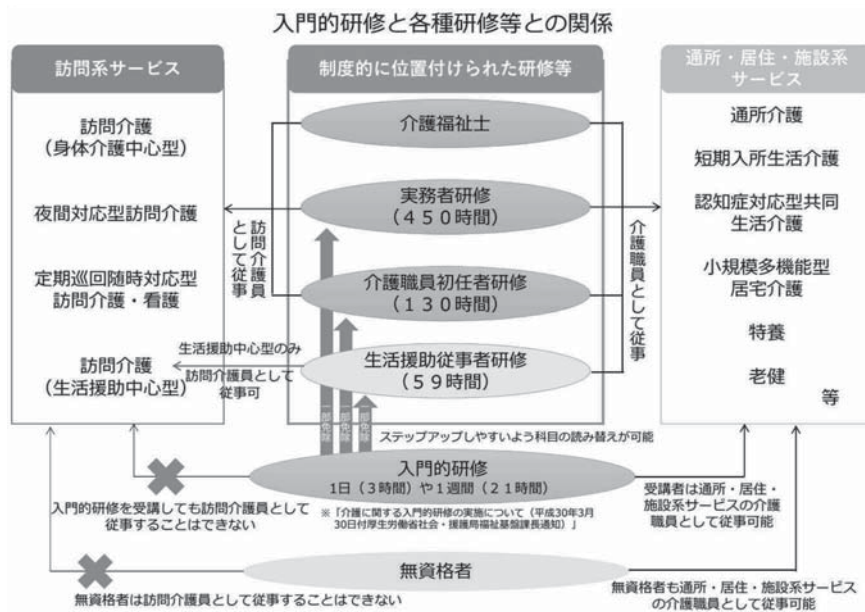 入門的研修と各種研修等との関係
訪問系サービス
訪問介護
（身体介護中心型）
夜間対応型訪問介護
定期巡回随時対応型
訪問介護・看護
訪問介護
（生活援助中心型）
制度的に位置付けられた研修等
介護福祉士
実務者研修
（４５０時間）
介護職員初任者研修
（１３０時間）
生活援助従事者研修
（５９時間）
訪問介護員
として従事
介護職員として従事
生活援助中心型のみ
訪問介護員として
従事可
一部免除
一部免除
一部免除
ステップアップしやすいよう科目の読み替えが可能
通所・居住・施設系
サービス
通所介護
短期入所生活介護
認知症対応型共同
生活介護
小規模多機能型
居宅介護
特養
老健
等
入門的研修
1日（３時間）や１週間（２１時間）
※「介護に関する入門的研修の実施について（平成30年3月
30日付厚生労働省社会・援護局福祉基盤課長通知）」
入門的研修を受講しても訪問介護員として
従事することはできない
受講者は通所・居住・
施設系サービスの介護
職員として従事可能
無資格者
無資格者は訪問介護員として従事することはできない
無資格者も通所・居住・施設系サービス
の介護職員として従事可能